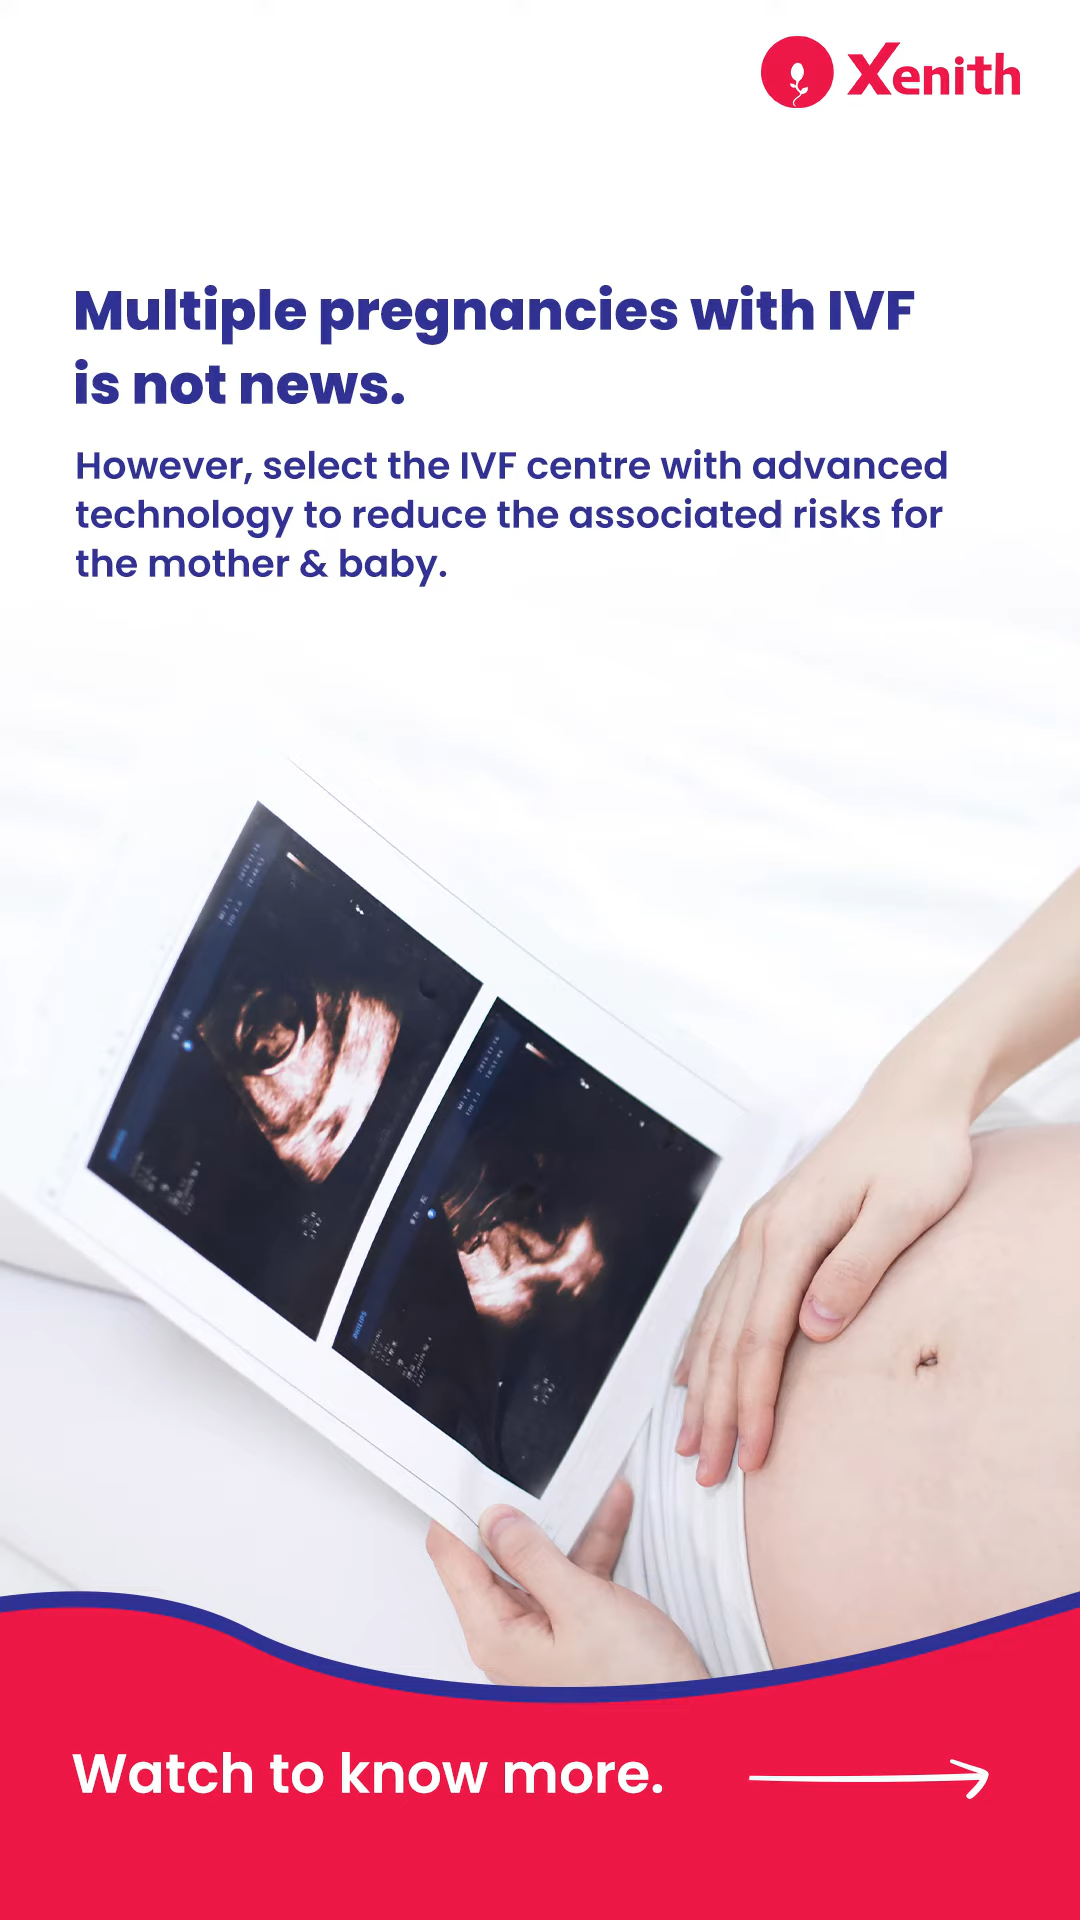 Xenith
Multiple pregnancies with IVF
is not news.
However, select the IVF centre with advanced
technology to reduce the associated risks for
the mother & baby.
PHILIPS
Watch to know more.